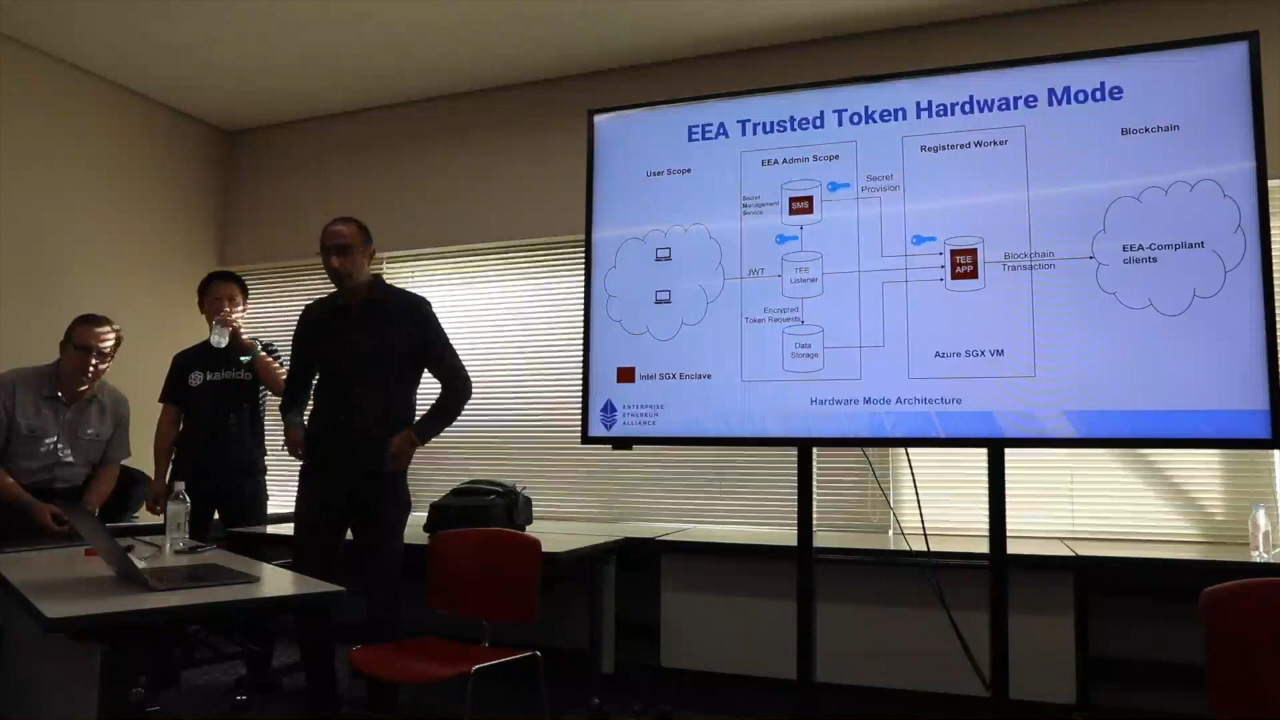 EEA Trusted Token Hardware Mode
User Scope
EEA Admin Scope
Registered Worker
Blockchain
Secret
Management
Service
SMS
Secret
Provision
JWT
TEE
Listener
TEE
APP
Blockchain
Transaction
EEA-Compliant
clients
Encrypted
Token Requests
Data
Storage
Azure SGX VM
Intel SGX Enclave
Hardware Mode Architecture
ENTERPRISE
ETHEREUM
ALLIANCE
kaleido